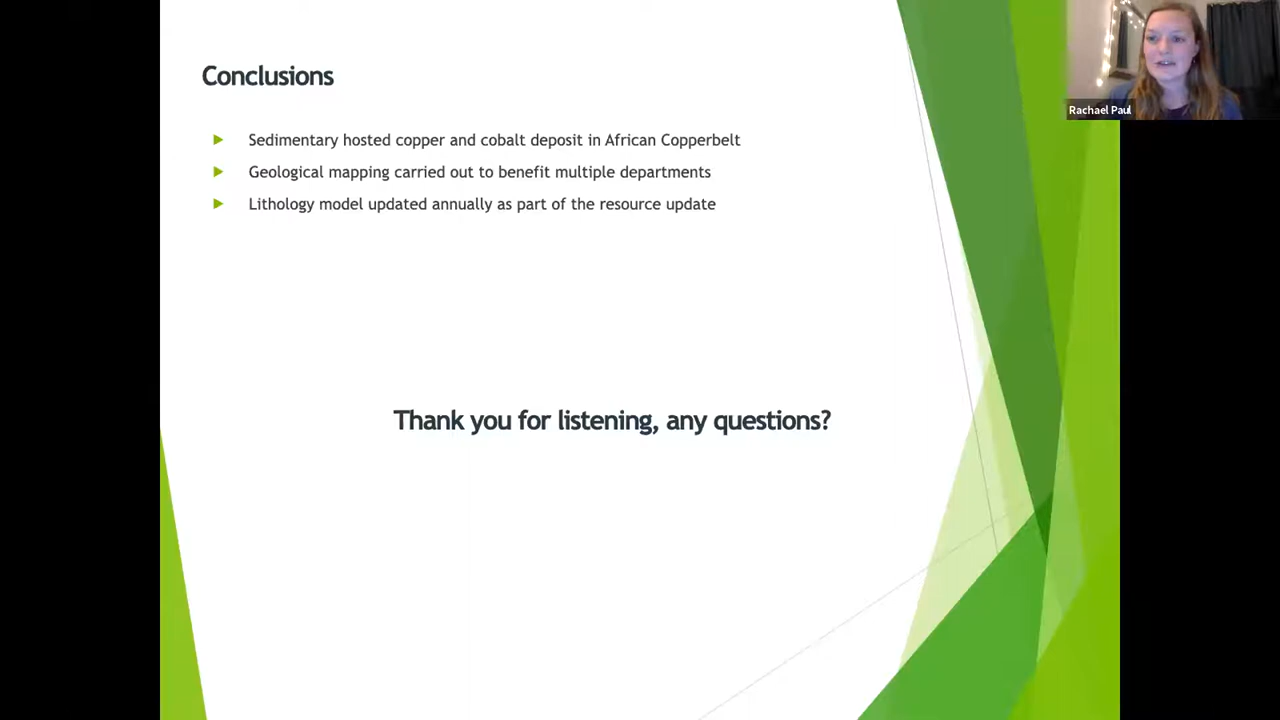 Conclusions
Sedimentary hosted copper and cobalt deposit in African Copperbelt
Geological mapping carried out to benefit multiple departments
Lithology model updated annually as part of the resource update
Thank you for listening, any questions?
Rachael Paul